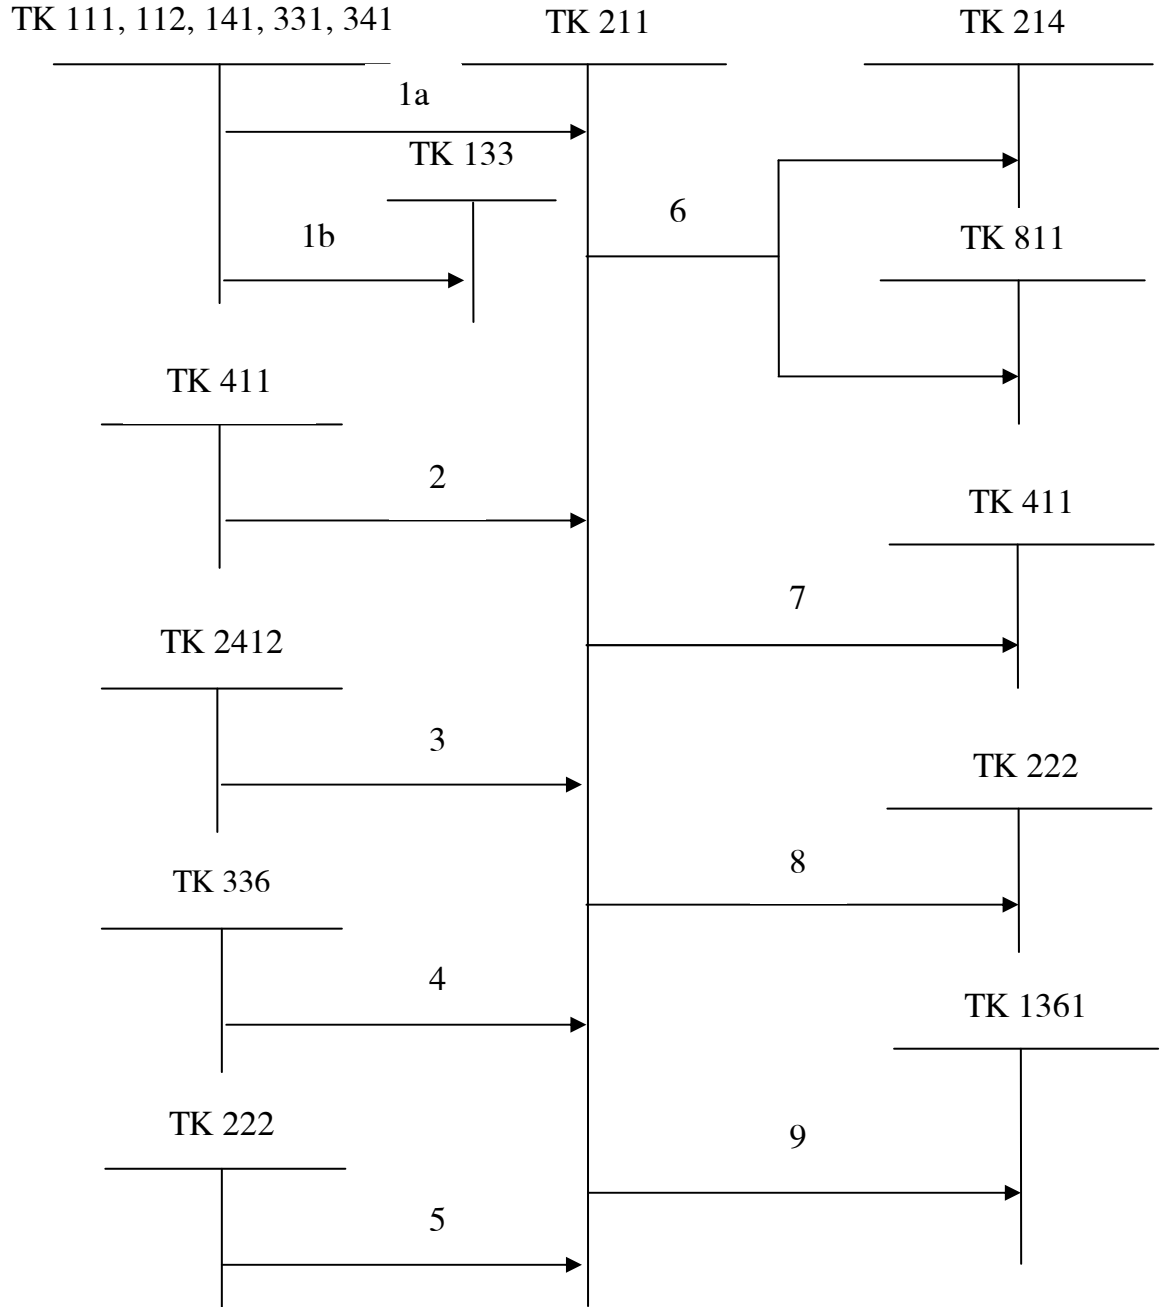 TK 111, 112, 141, 331, 341
TK 211
TK 214
1a
TK 133
6
1b
TK 811
TK 411
2
TK 411
7
TK 2412
3
TK 222
8
TK 336
4
TK 1361
TK 222
9
5